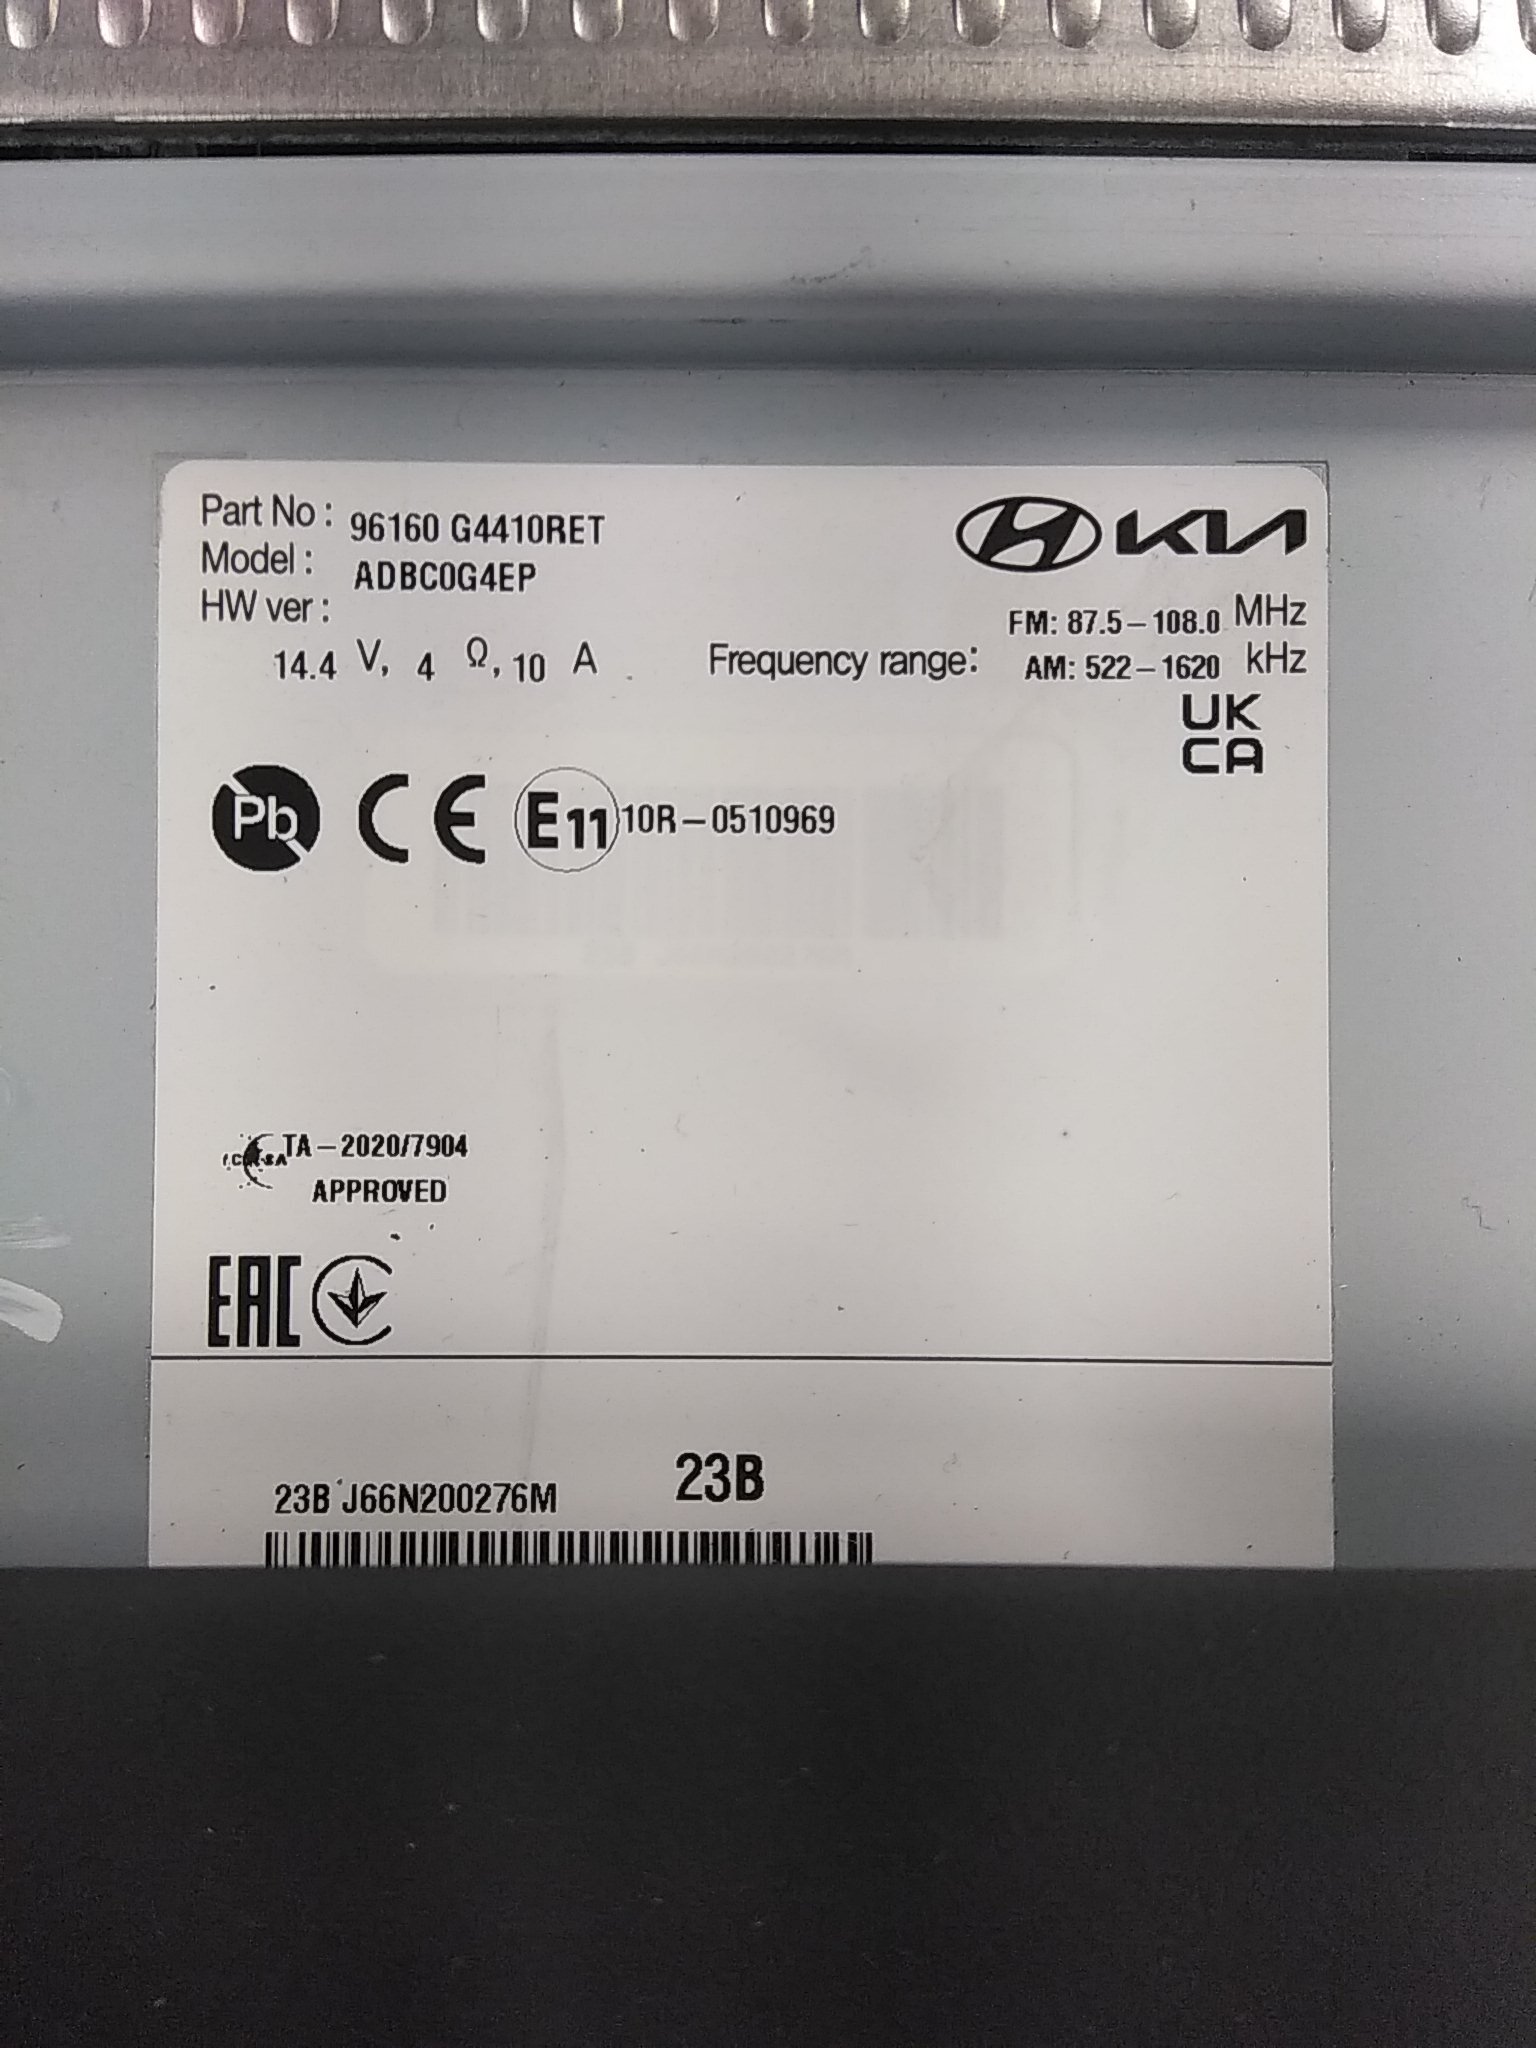 Part No : 96160 G4410RET
KIA
Model : ADBC0G4EP
HW ver :
FM: 87.5–108.0 MHz
14.4 V, 4 Ω, 10 A
Frequency range: AM: 522–1620 kHz
UK
CA
Pb CE E11 10R–0510969
TA–2020/7904
APPROVED
EAC
23B J66N200276M
23B